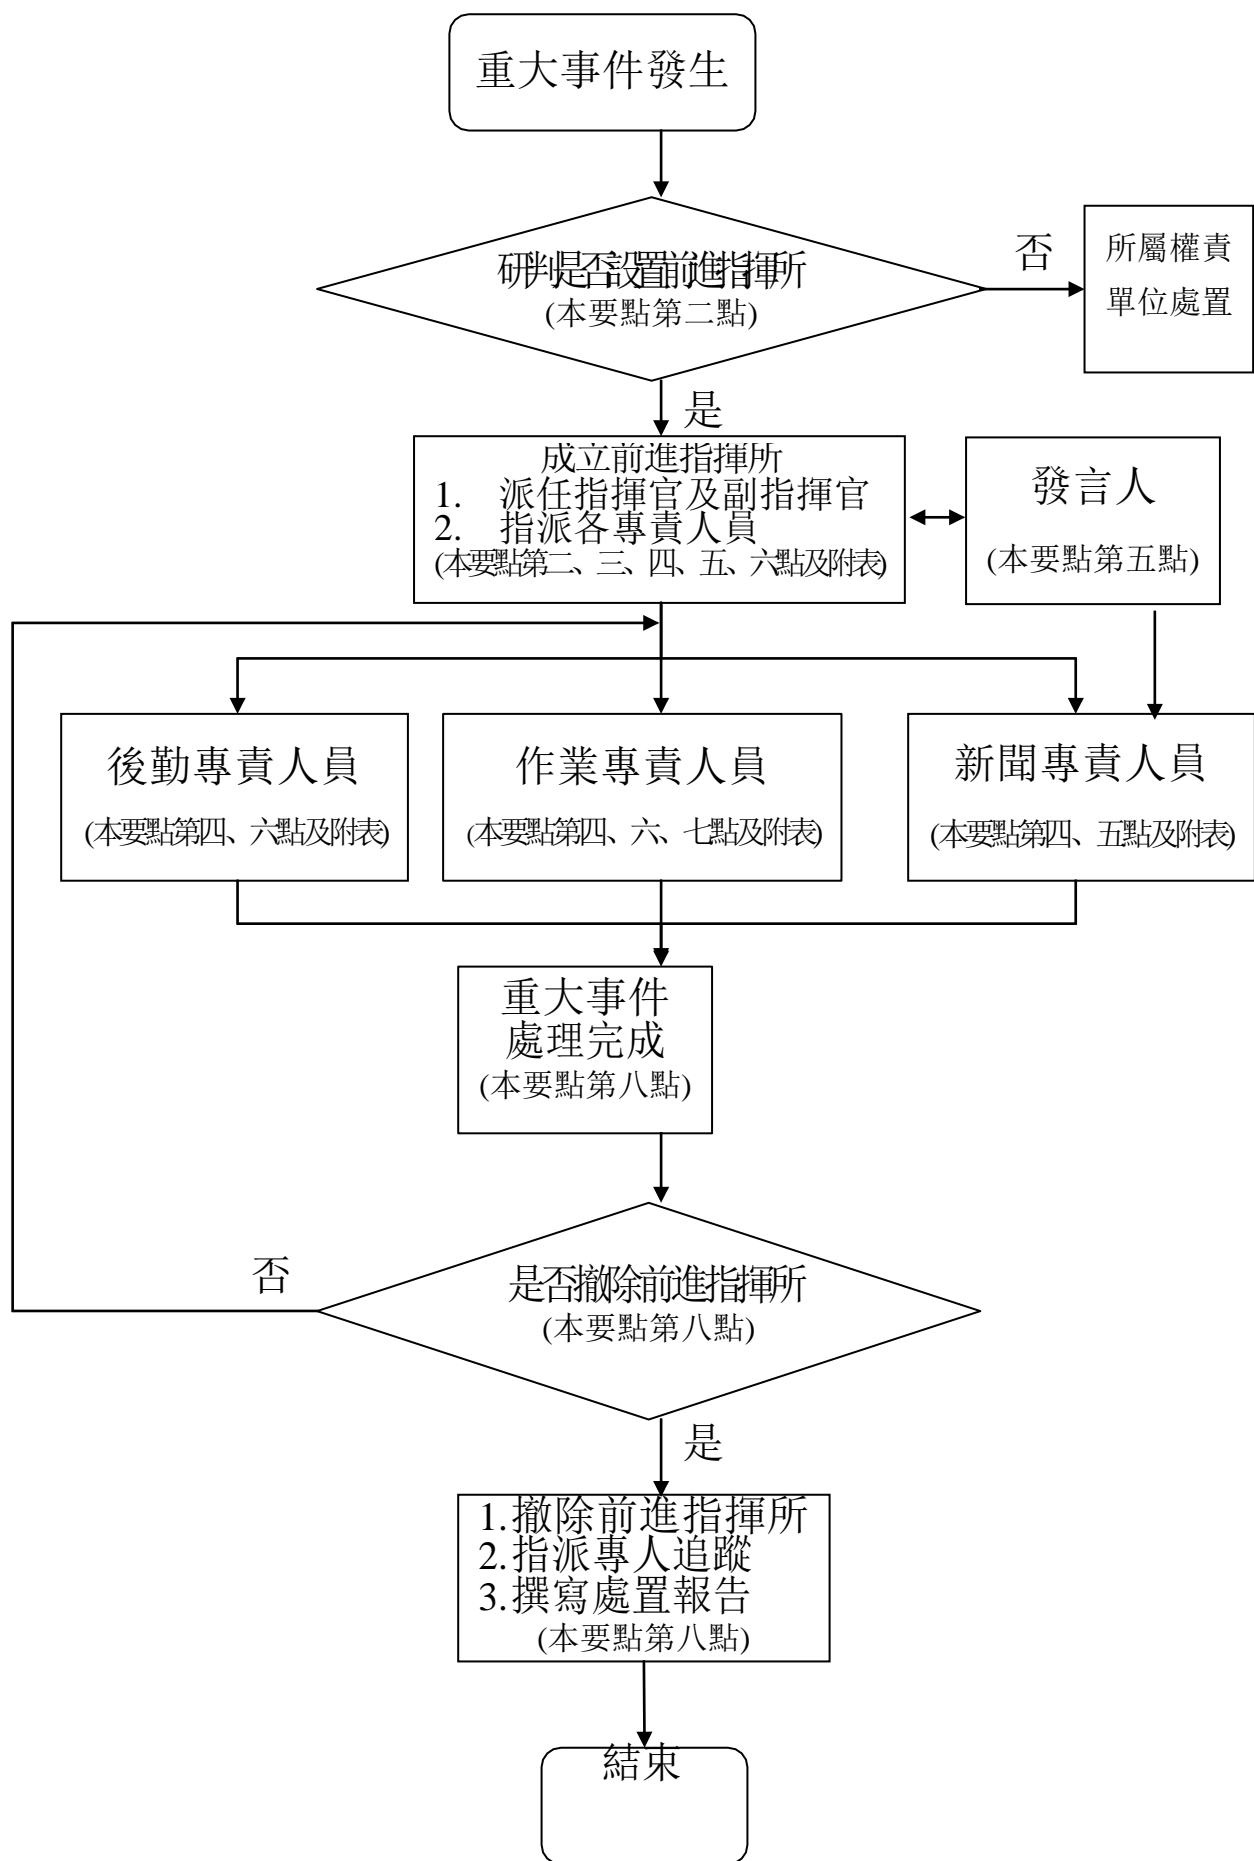 重大事件發生
研判是否設置前進指揮所
(本要點第二點)
否
所屬權責
單位處置
是
成立前進指揮所
1. 派任指揮官及副指揮官
2. 指派各專責人員
(本要點第二、三、四、五、六點及附表)
發言人
(本要點第五點)
後勤專責人員
(本要點第四、六點及附表)
作業專責人員
(本要點第四、六、七點及附表)
新聞專責人員
(本要點第四、五點及附表)
重大事件
處理完成
(本要點第八點)
否
是否撤除前進指揮所
(本要點第八點)
是
1.撤除前進指揮所
2.指派專人追蹤
3.撰寫處置報告
(本要點第八點)
結束